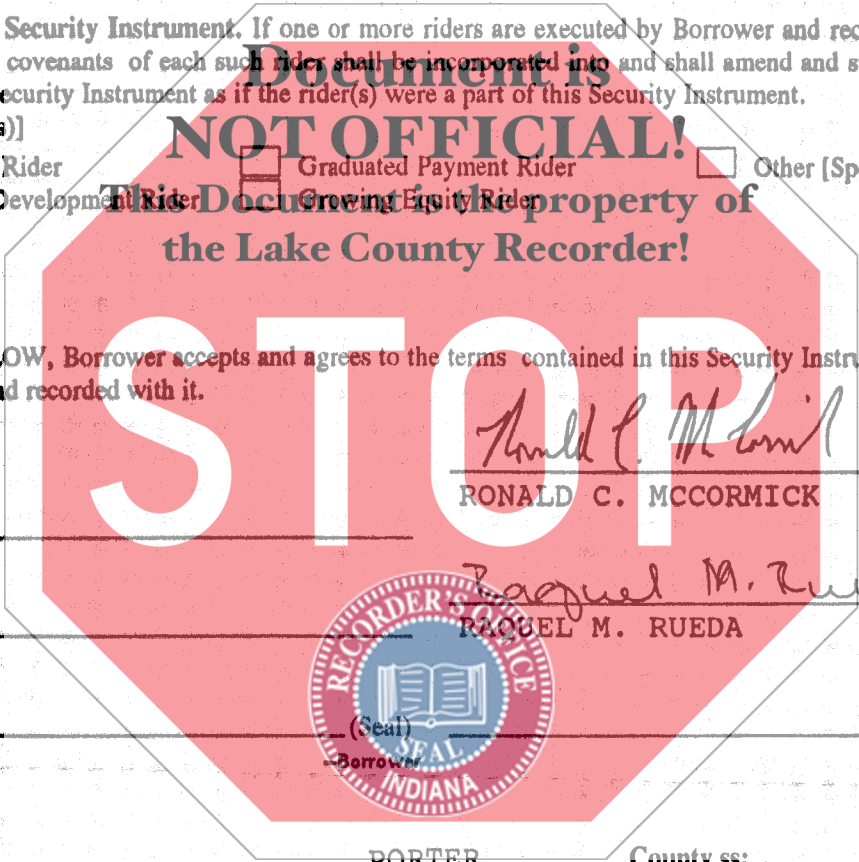 Security Instrument. If one or more riders are executed by Borrower and rec
covenants of each such rider shall be incorporated into and shall amend and s
ecurity Instrument as if the rider(s) were a part of this Security Instrument.
)]
Rider Graduated Payment Rider Other [Sp
Development Rider Growing Equity Rider
Document is
NOT OFFICIAL!
This Document is the property of
the Lake County Recorder!
STOP
OW, Borrower accepts and agrees to the terms contained in this Security Instru
d recorded with it.
RONALD C. MCCORMICK
Raquel M. Ru
RAQUEL M. RUEDA
RECORDER'S OFFICE
(Seal)
SEAL
-Borrower
INDIANA
PORTER County ss: